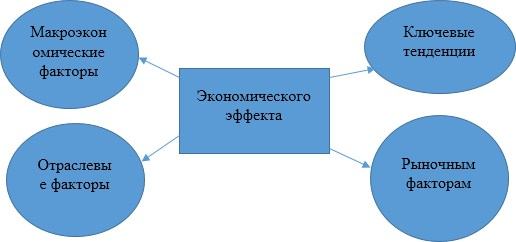 Макроэкон
омические
факторы
Ключевые
тенденции
Экономического
эффекта
Отраслевы
е факторы
Рыночным
факторам